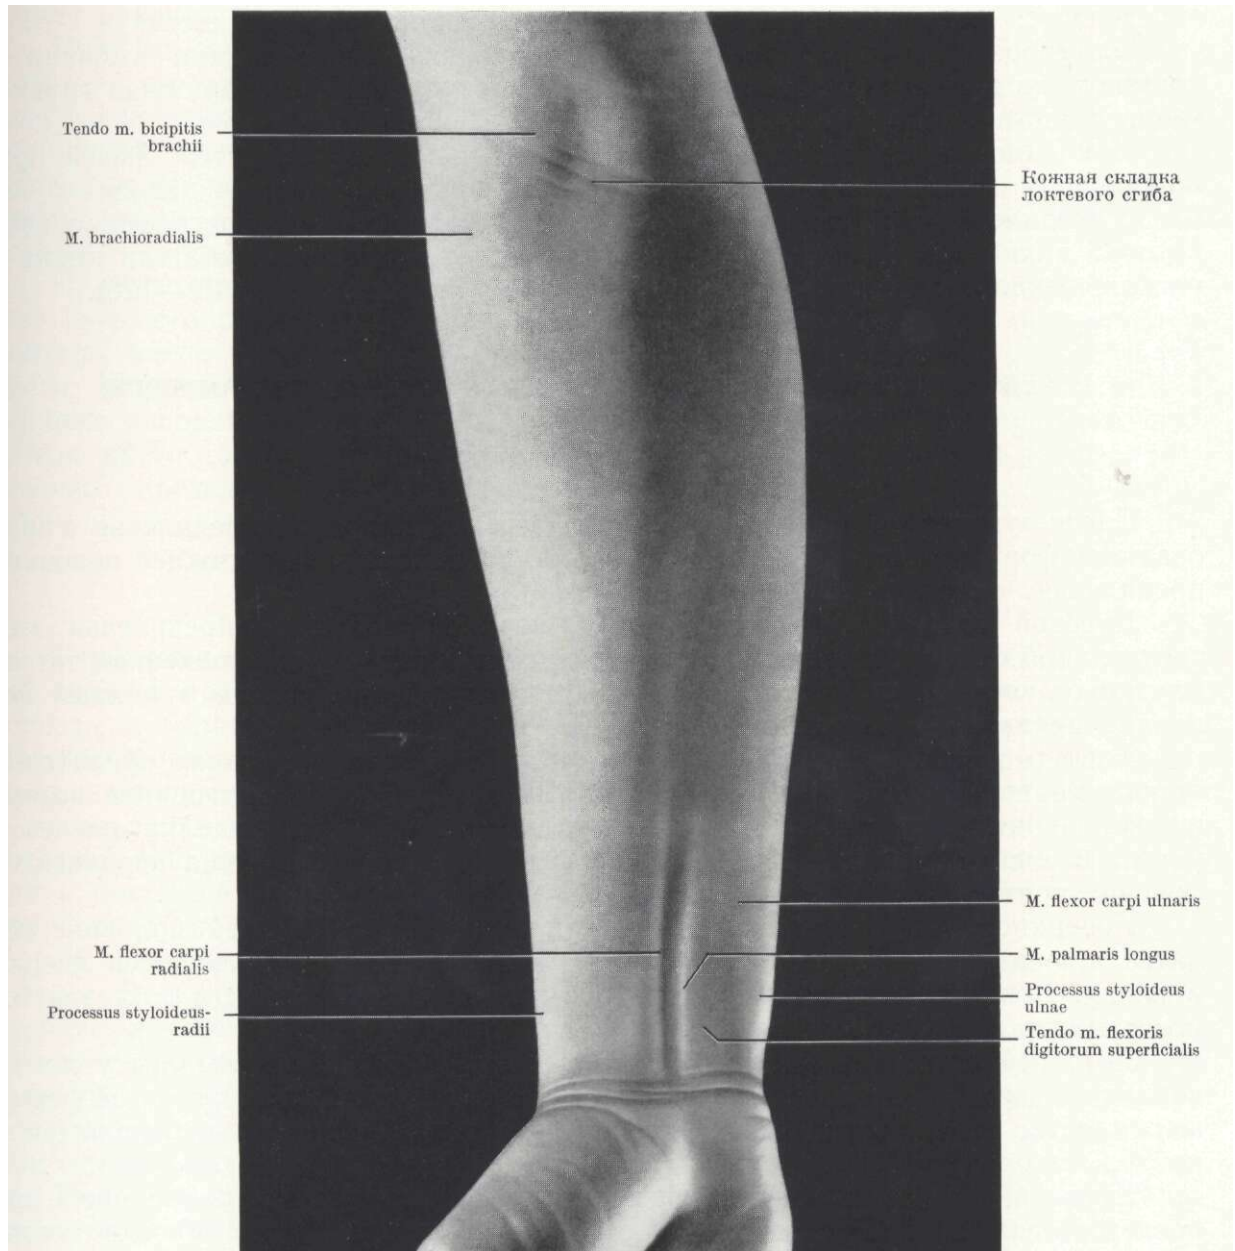 Tendo m. bicipitis
brachii
M. brachioradialis
M. flexor carpi
radialis
Processus styloideus-
radii
Кожная складка
локтевого сгиба
M. flexor carpi ulnaris
M. palmaris longus
Processus styloideus
ulnae
Tendo m. flexoris
digitorum superficialis